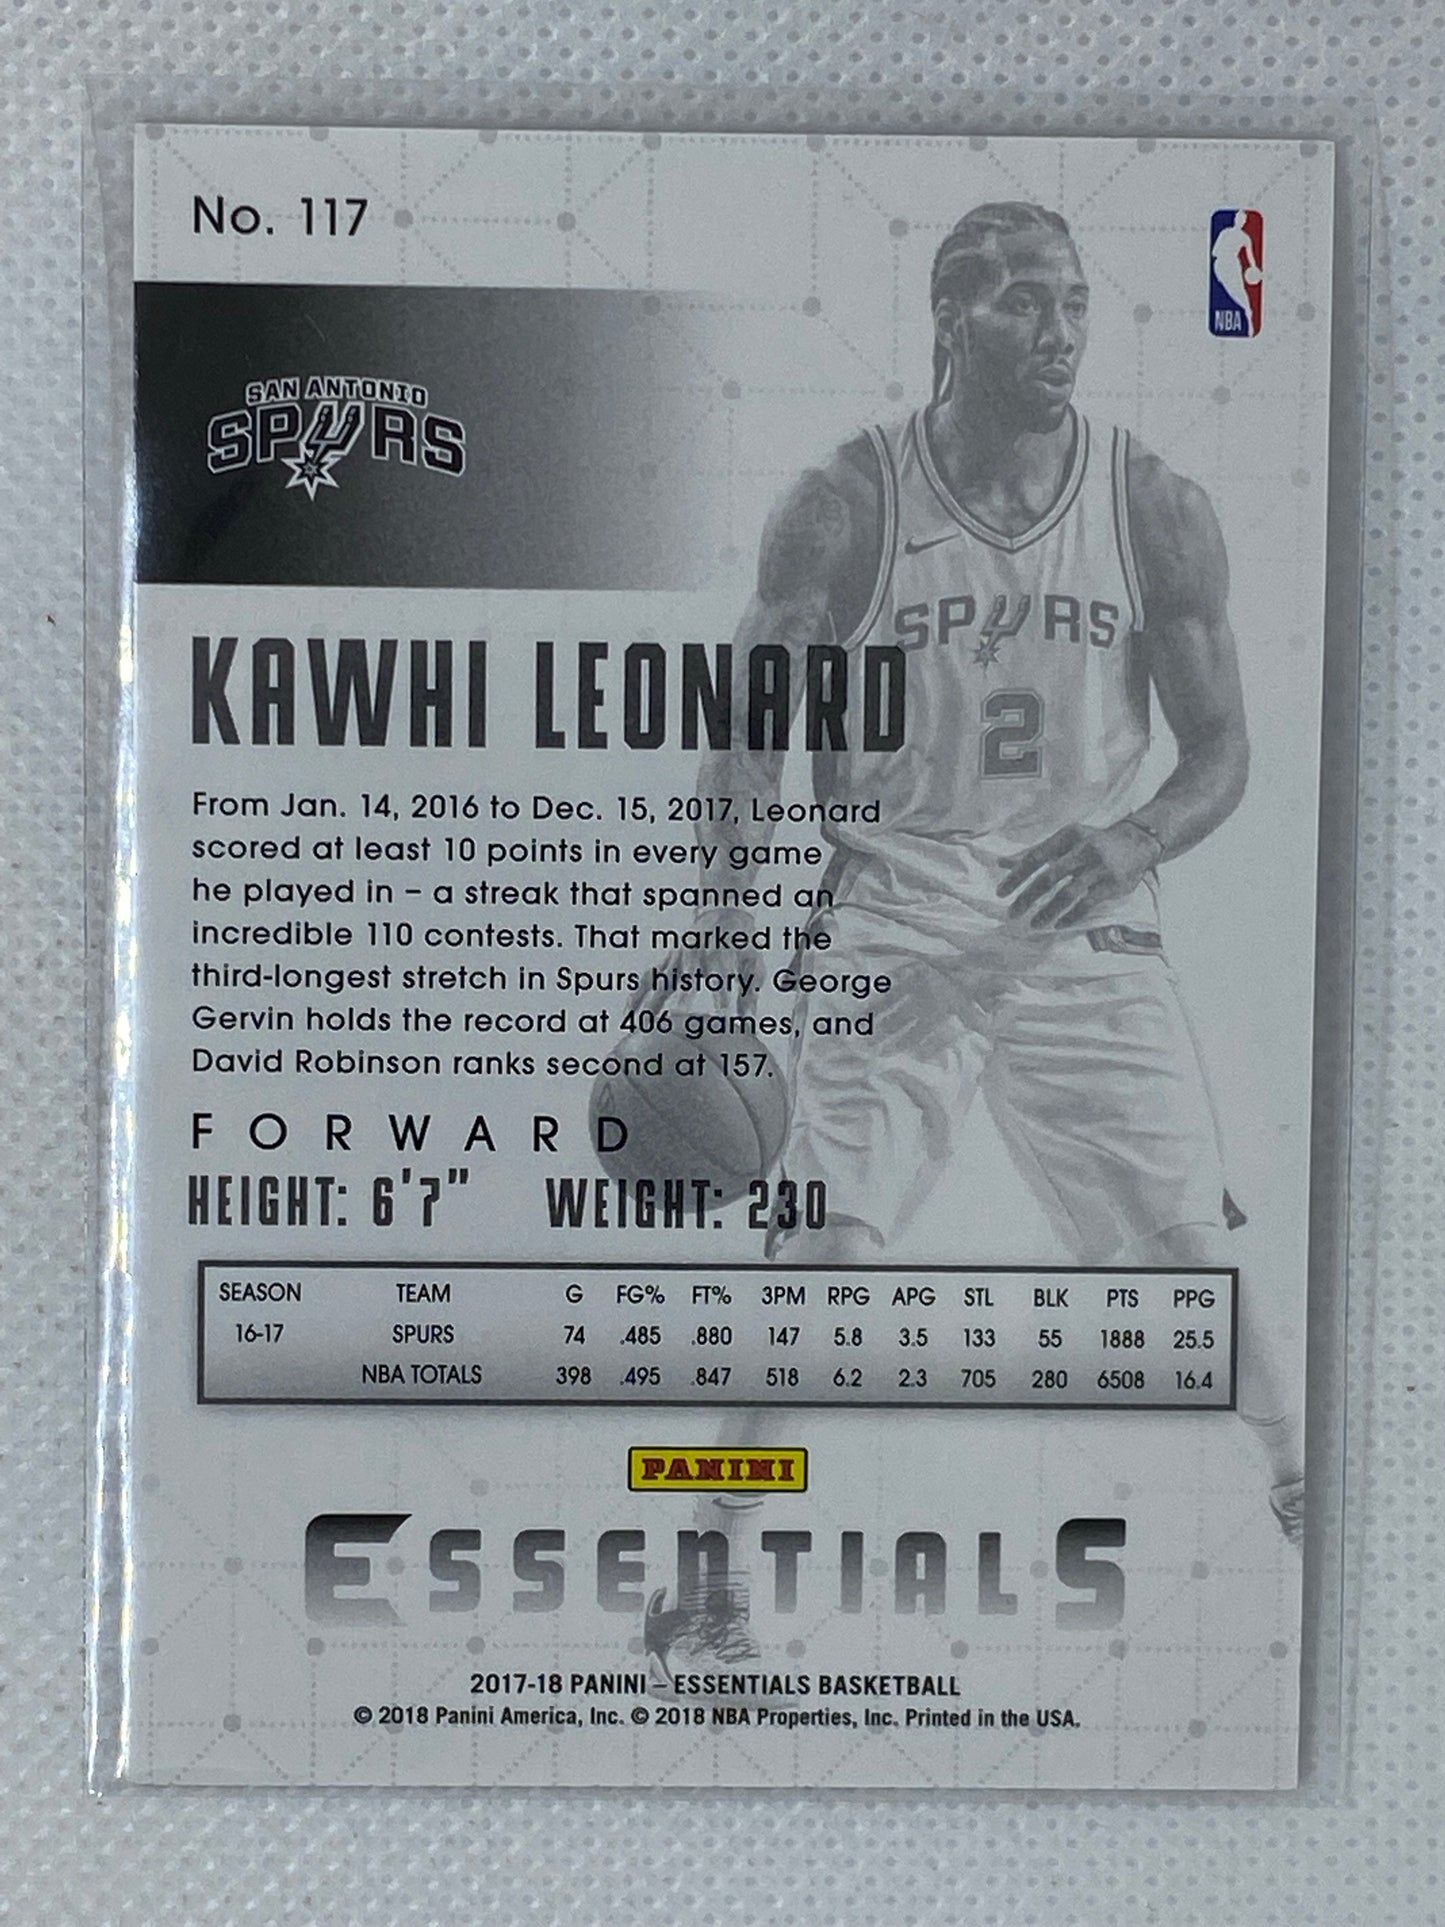 No. 117
NBA
SAN ANTONIO
SPURS
SPURS
2
KAWHI LEONARD
From Jan. 14, 2016 to Dec. 15, 2017, Leonard
scored at least 10 points in every game
he played in – a streak that spanned an
incredible 110 contests. That marked the
third-longest stretch in Spurs history. George
Gervin holds the record at 406 games, and
David Robinson ranks second at 157.
FORWARD
HEIGHT: 6'7" WEIGHT: 230
SEASON TEAM G FG% FT% 3PM RPG APG STL BLK PTS PPG
16-17 SPURS 74 .485 .880 147 5.8 3.5 133 55 1888 25.5
NBA TOTALS 398 .495 .847 518 6.2 2.3 705 280 6508 16.4
PANINI
ESSENTIALS
2017-18 PANINI – ESSENTIALS BASKETBALL
© 2018 Panini America, Inc. © 2018 NBA Properties, Inc. Printed in the USA.